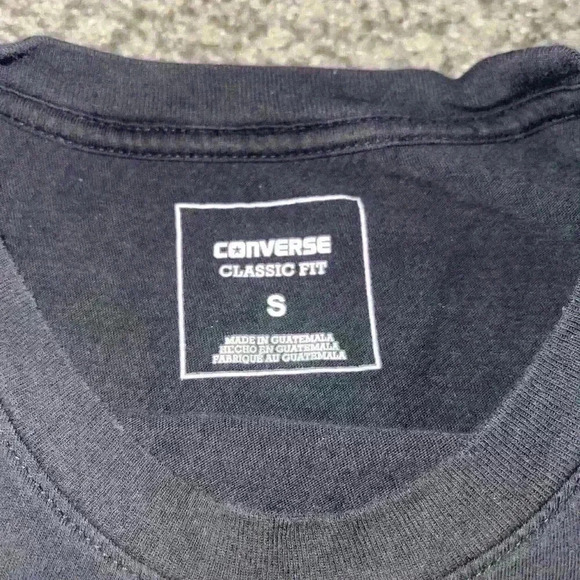 CONVERSE
CLASSIC FIT
S
MADE IN GUATEMALA
HECHO EN GUATEMALA
FABRIQUE AU GUATEMALA